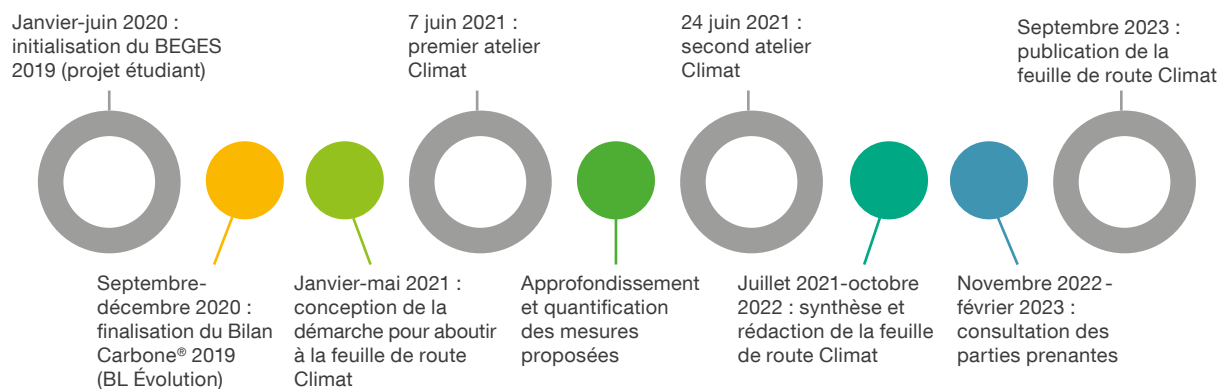 Janvier-juin 2020 :
initialisation du BEGES
2019 (projet étudiant)
Septembre-
décembre 2020 :
finalisation du Bilan
Carbone® 2019
(BL Évolution)
Janvier-mai 2021 :
conception de la
démarche pour aboutir
à la feuille de route
Climat
7 juin 2021 :
premier atelier
Climat
Approfondissement
et quantification
des mesures
proposées
24 juin 2021 :
second atelier
Climat
Juillet 2021-octobre
2022 : synthèse et
rédaction de la feuille
de route Climat
Novembre 2022-
février 2023 :
consultation des
parties prenantes
Septembre 2023 :
publication de la
feuille de route Climat